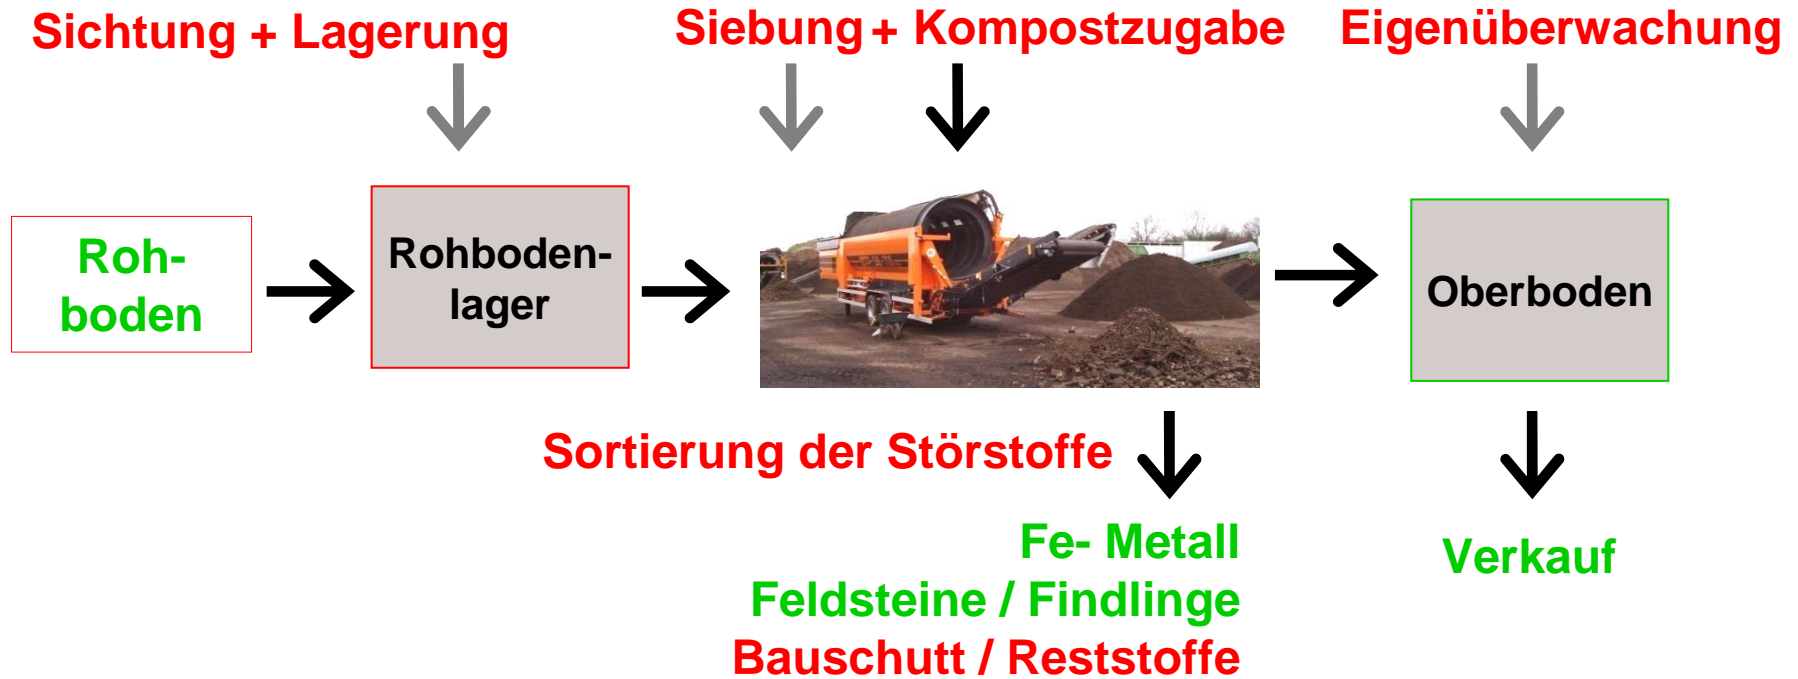 Sichtung + Lagerung
Siebung + Kompostzugabe
Eigenüberwachung
Roh-
boden
Rohboden-
lager
Oberboden
Sortierung der Störstoffe
Fe- Metall
Feldsteine / Findlinge
Bauschutt / Reststoffe
Verkauf